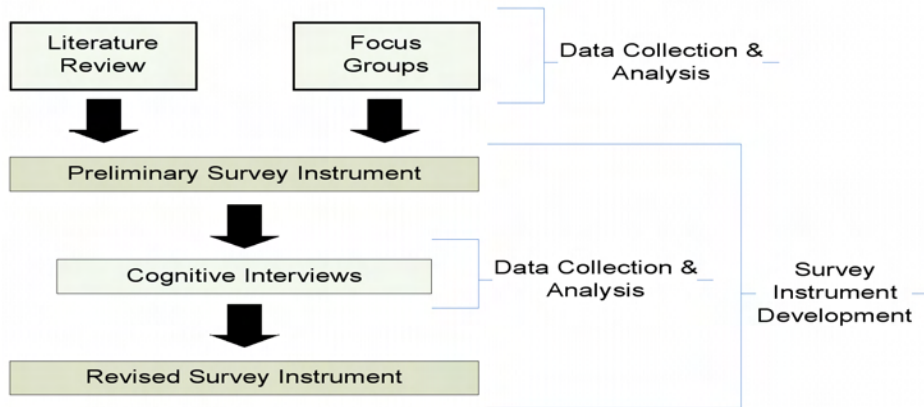 Literature
Review
Focus
Groups
Data Collection &
Analysis
Preliminary Survey Instrument
Cognitive Interviews
Data Collection &
Analysis
Survey
Instrument
Development
Revised Survey Instrument